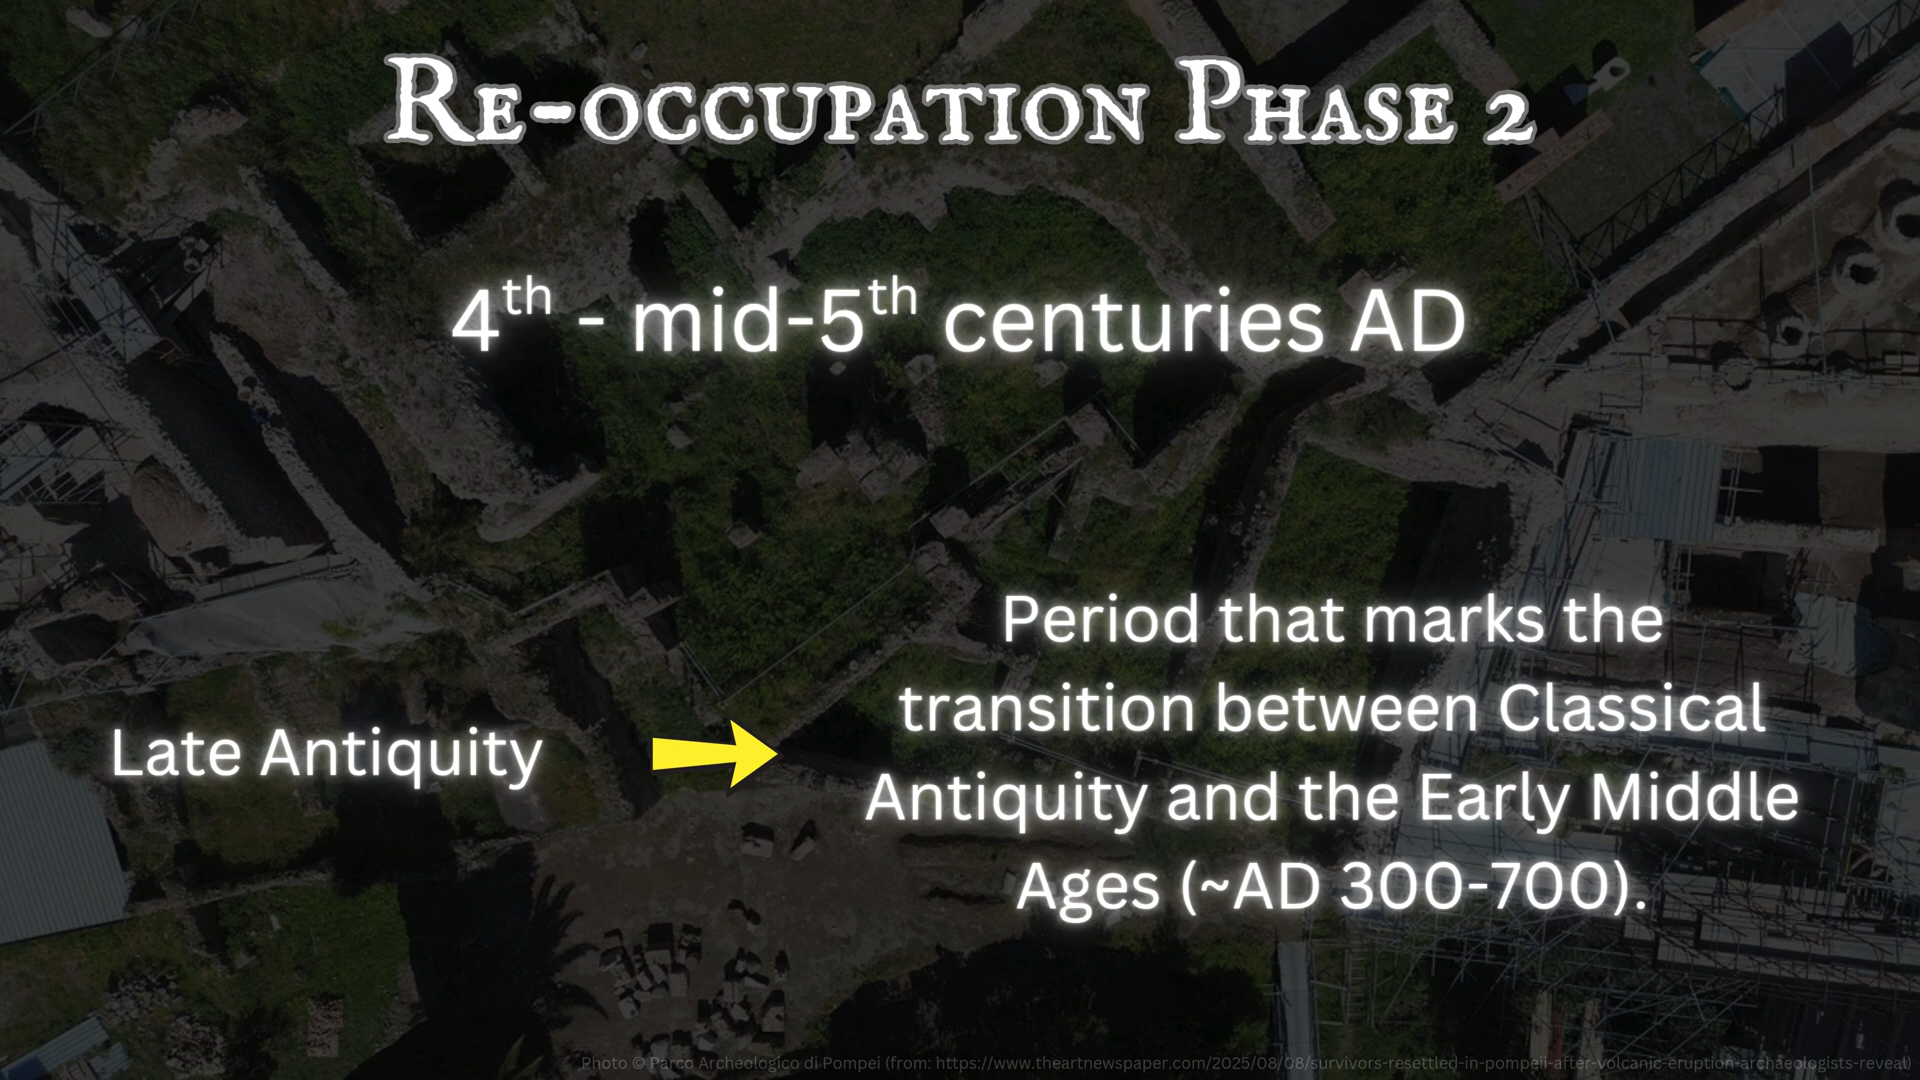 Re-occupation Phase 2
4th - mid-5th centuries AD
Late Antiquity
Period that marks the
transition between Classical
Antiquity and the Early Middle
Ages (~AD 300-700).
Photo © Parco Archeologico di Pompei (from: https://www.theartnewspaper.com/2025/08/08/survivors-resettled-in-pompeii-after-volcanic-eruption-archaeologists-reveal)